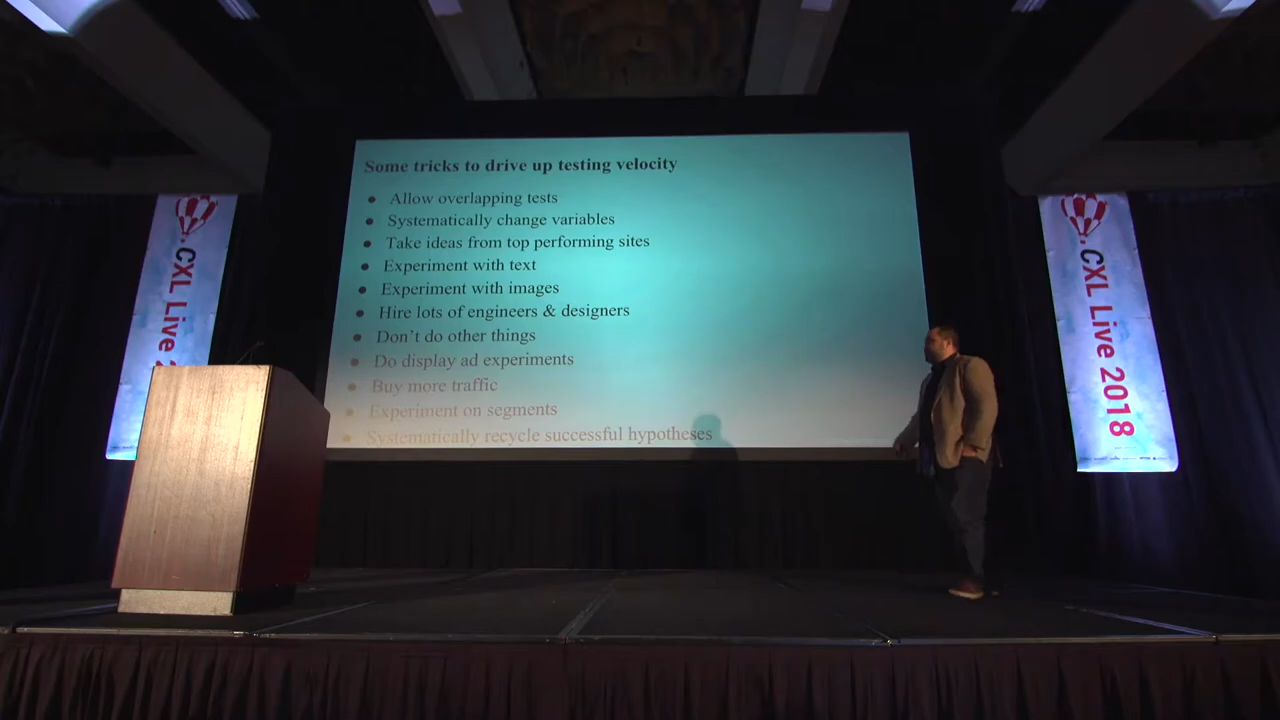 Some tricks to drive up testing velocity
● Allow overlapping tests
● Systematically change variables
● Take ideas from top performing sites
● Experiment with text
● Experiment with images
● Hire lots of engineers & designers
● Don't do other things
● Do display ad experiments
● Buy more traffic
● Experiment on segments
● Systematically recycle successful hypotheses
CXL Live 2
CXL Live 2018